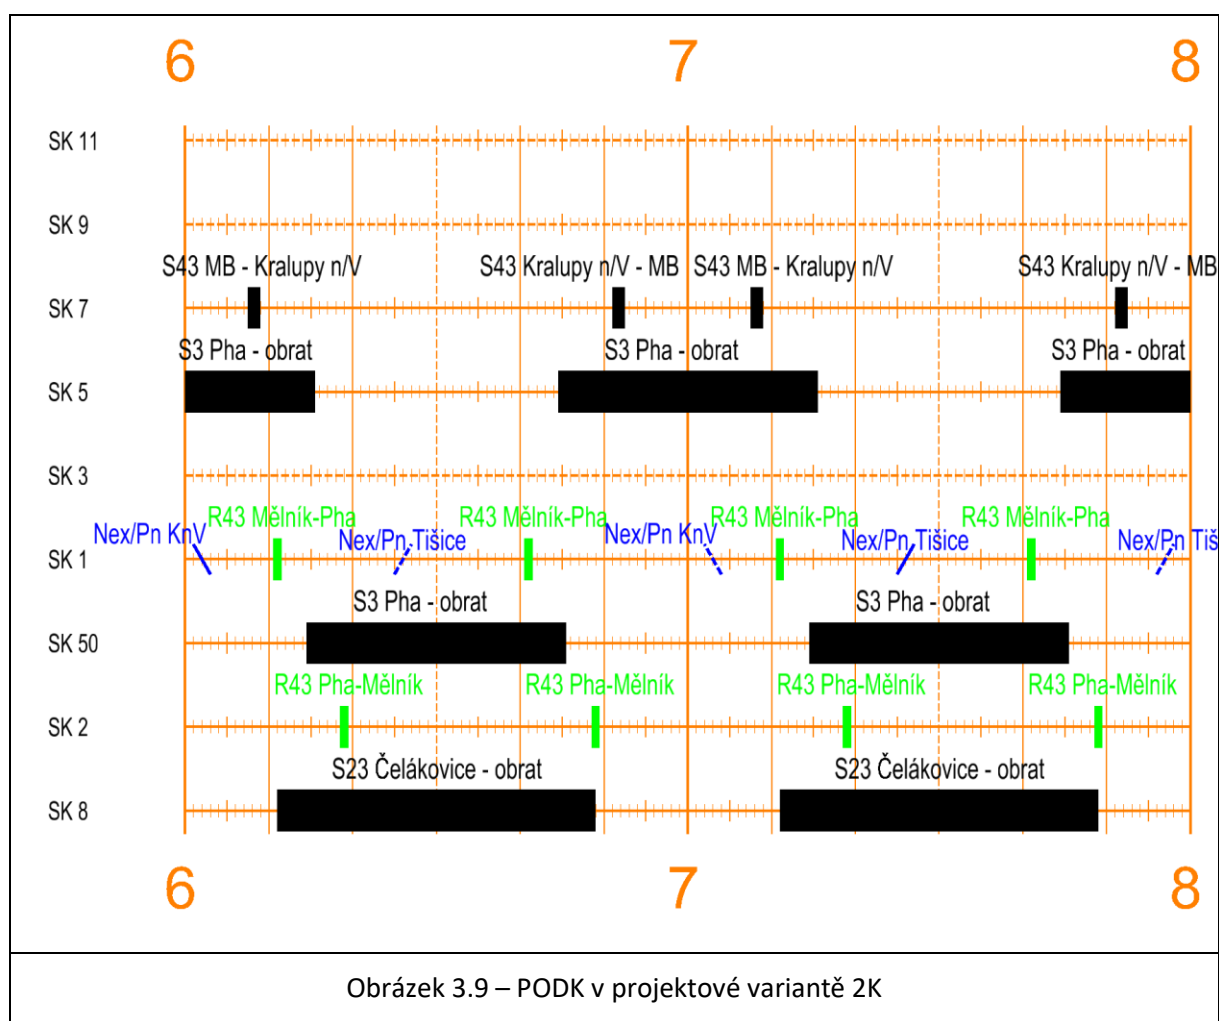 6 7 8
SK 11
SK 9
S43 MB - Kralupy n/V S43 Kralupy n/V - MB S43 MB - Kralupy n/V S43 Kralupy n/V - MB
SK 7
S3 Pha - obrat S3 Pha - obrat S3 Pha - obrat
SK 5
SK 3
R43 Mělník-Pha R43 Mělník-Pha R43 Mělník-Pha R43 Mělník-Pha
Nex/Pn KnV Nex/Pn Tišice Nex/Pn KnV Nex/Pn Tišice Nex/Pn Tiš
SK 1
S3 Pha - obrat S3 Pha - obrat
SK 50
R43 Pha-Mělník R43 Pha-Mělník R43 Pha-Mělník R43 Pha-Mělník
SK 2
S23 Čelákovice - obrat S23 Čelákovice - obrat
SK 8
6 7 8
Obrázek 3.9 – PODK v projektové variantě 2K